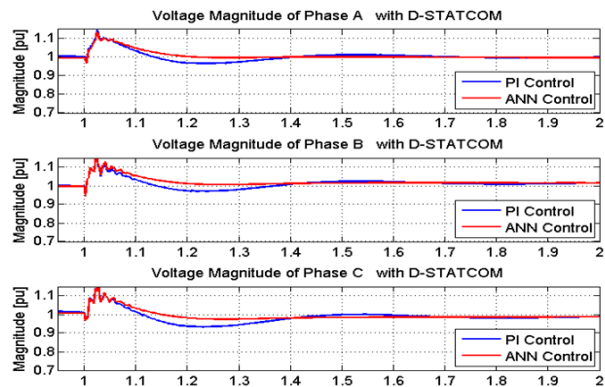 Voltage Magnitude of Phase A with D-STATCOM
Magnitude [pu]
1.1
1
0.9
0.8
0.7
PI Control
ANN Control
1 1.1 1.2 1.3 1.4 1.5 1.6 1.7 1.8 1.9 2
Voltage Magnitude of Phase B with D-STATCOM
Magnitude [pu]
1.1
1
0.9
0.8
0.7
PI Control
ANN Control
1 1.1 1.2 1.3 1.4 1.5 1.6 1.7 1.8 1.9 2
Voltage Magnitude of Phase C with D-STATCOM
Magnitude [pu]
1.1
1
0.9
0.8
0.7
PI Control
ANN Control
1 1.1 1.2 1.3 1.4 1.5 1.6 1.7 1.8 1.9 2